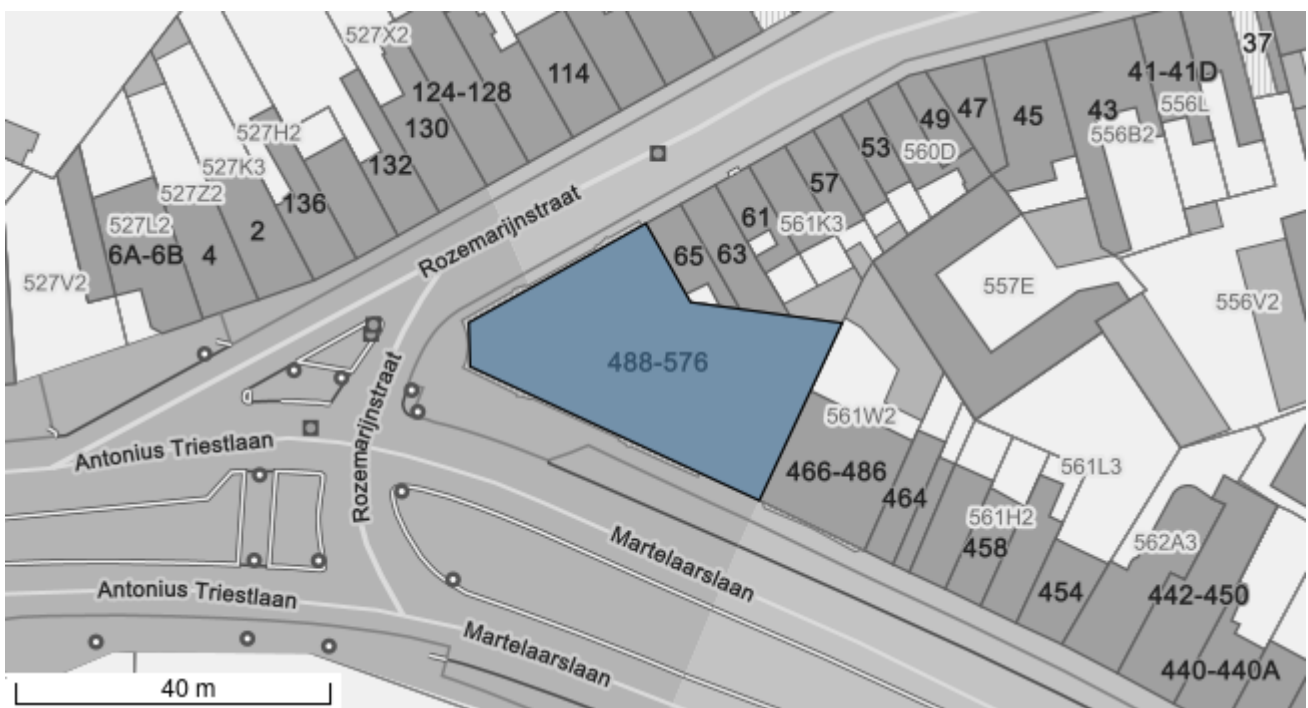 527X2
37
114
41-41D
124-128
49
47
45
43
556L
130
527H2
53
560D
556B2
132
527K3
527Z2
136
57
61
561K3
527L2
2
Rozemarijnstraat
6A-6B
4
65
63
527V2
557E
556V2
488-576
Rozemarijnstraat
561W2
Antonius Triestlaan
466-486
464
561L3
561H2
458
562A3
Martelaarslaan
454
442-450
Antonius Triestlaan
Martelaarslaan
440-440A
40 m